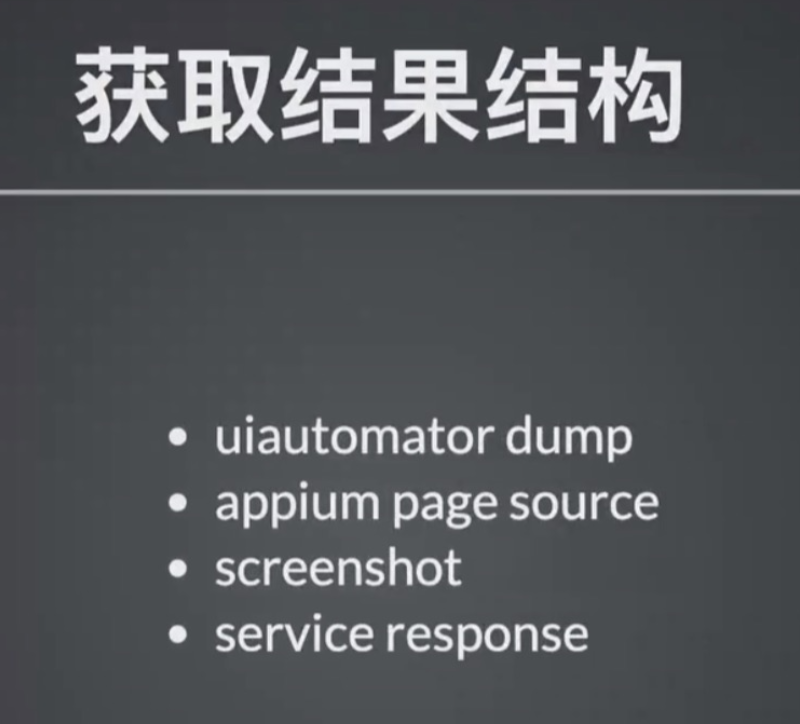 获取结果结构
• uiautomator dump
• appium page source
• screenshot
• service response